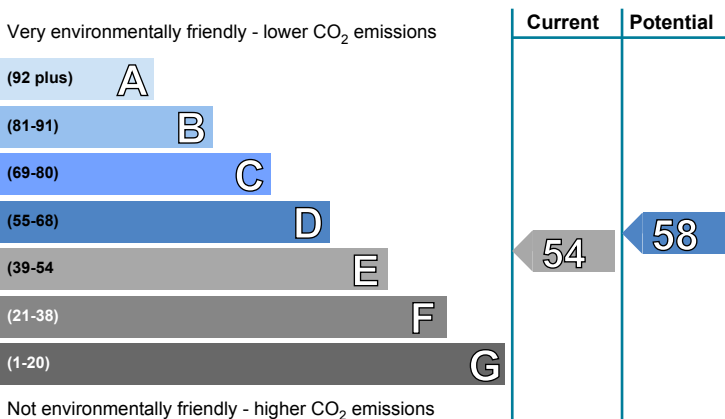 Very environmentally friendly - lower CO2 emissions
Current
Potential
(92 plus) A
(81-91) B
(69-80) C
(55-68) D
(39-54 E
(21-38) F
(1-20) G
54
58
Not environmentally friendly - higher CO2 emissions